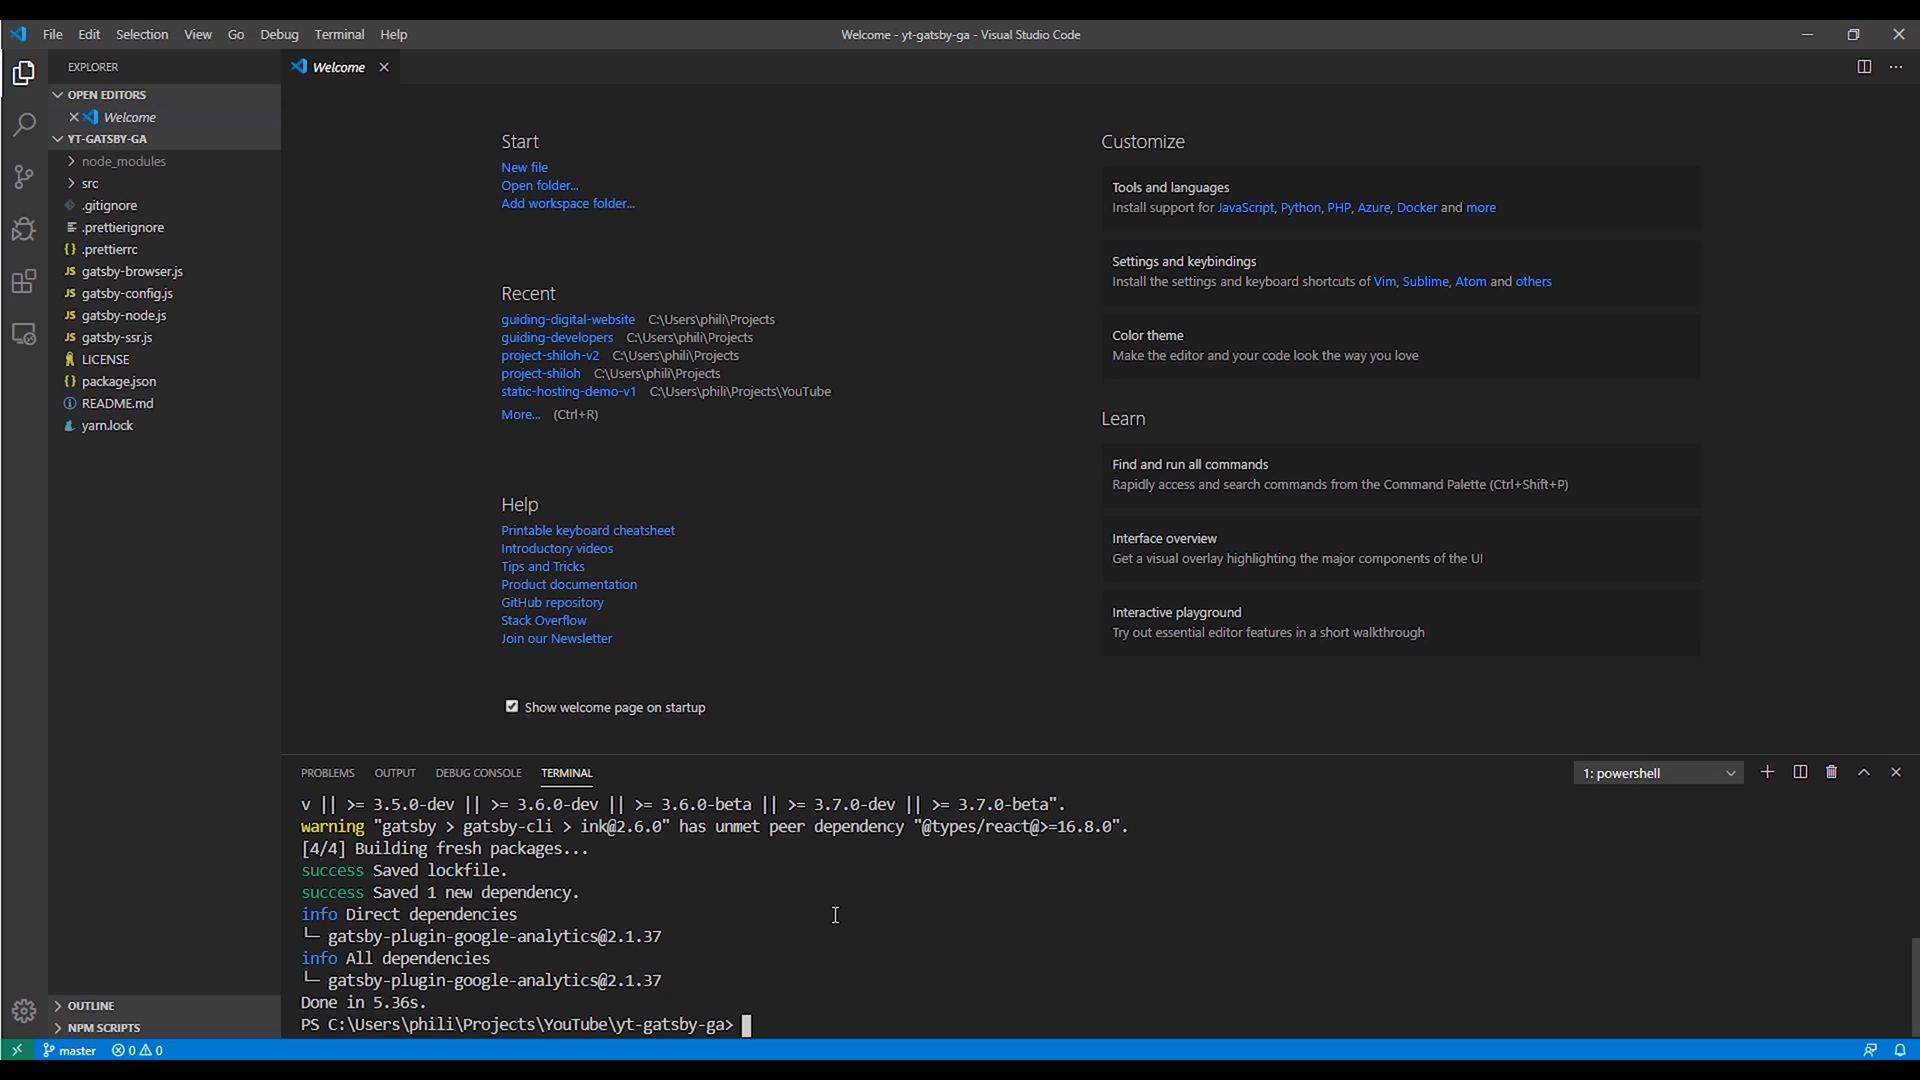 File Edit Selection View Go Debug Terminal Help
Welcome - yt-gatsby-ga - Visual Studio Code
EXPLORER
Welcome
OPEN EDITORS
Welcome
YT-GATSBY-GA
node_modules
src
.gitignore
.prettierignore
.prettierrc
gatsby-browser.js
gatsby-config.js
gatsby-node.js
gatsby-ssr.js
LICENSE
package.json
README.md
yarn.lock
OUTLINE
NPM SCRIPTS
Start
New file
Open folder...
Add workspace folder...
Recent
guiding-digital-website C:\Users\phili\Projects
guiding-developers C:\Users\phili\Projects
project-shiloh-v2 C:\Users\phili\Projects
project-shiloh C:\Users\phili\Projects
static-hosting-demo-v1 C:\Users\phili\Projects\YouTube
More... (Ctrl+R)
Help
Printable keyboard cheatsheet
Introductory videos
Tips and Tricks
Product documentation
GitHub repository
Stack Overflow
Join our Newsletter
Show welcome page on startup
Customize
Tools and languages
Install support for JavaScript, Python, PHP, Azure, Docker and more
Settings and keybindings
Install the settings and keyboard shortcuts of Vim, Sublime, Atom and others
Color theme
Make the editor and your code look the way you love
Learn
Find and run all commands
Rapidly access and search commands from the Command Palette (Ctrl+Shift+P)
Interface overview
Get a visual overlay highlighting the major components of the UI
Interactive playground
Try out essential editor features in a short walkthrough
PROBLEMS OUTPUT DEBUG CONSOLE TERMINAL
1: powershell
v || >= 3.5.0-dev || >= 3.6.0-dev || >= 3.6.0-beta || >= 3.7.0-dev || >= 3.7.0-beta".
warning "gatsby > gatsby-cli > ink@2.6.0" has unmet peer dependency "@types/react@>=16.8.0".
[4/4] Building fresh packages...
success Saved lockfile.
success Saved 1 new dependency.
info Direct dependencies
└─ gatsby-plugin-google-analytics@2.1.37
info All dependencies
└─ gatsby-plugin-google-analytics@2.1.37
Done in 5.36s.
PS C:\Users\phili\Projects\YouTube\yt-gatsby-ga>
master 0 0